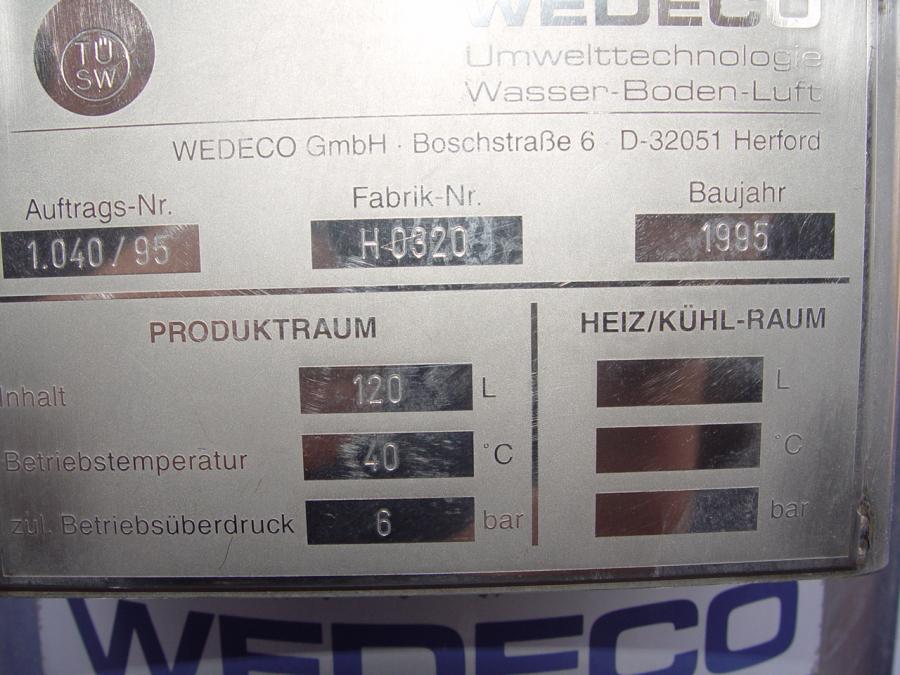 TÜ
SW
WEDECO
Umwelttechnologie
Wasser-Boden-Luft
WEDECO GmbH · Boschstraße 6 · D-32051 Herford
Auftrags-Nr. Fabrik-Nr. Baujahr
1.040/95 H 0320 1995
PRODUKTRAUM HEIZ/KÜHL-RAUM
Inhalt 120 L L
Betriebstemperatur 40 °C °C
zul. Betriebsüberdruck 6 bar bar
WEDECO